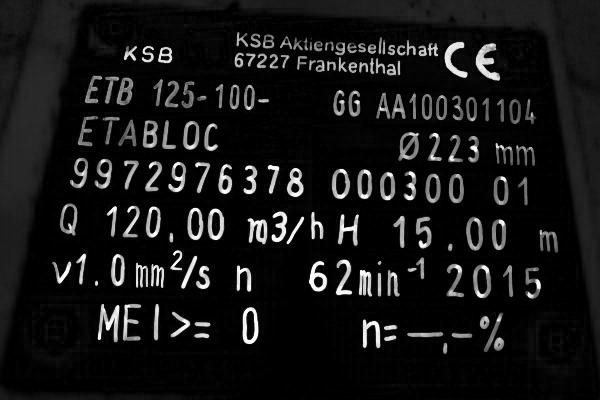 KSB KSB Aktiengesellschaft CE
67227 Frankenthal
ETB 125-100- GG AA100301104
ETABLOC Ø223 mm
9972976378 000300 01
Q 120.00 m3/h H 15.00 m
ν1.0mm²/s n 62min⁻¹ 2015
MEI>= 0 n=—,-%